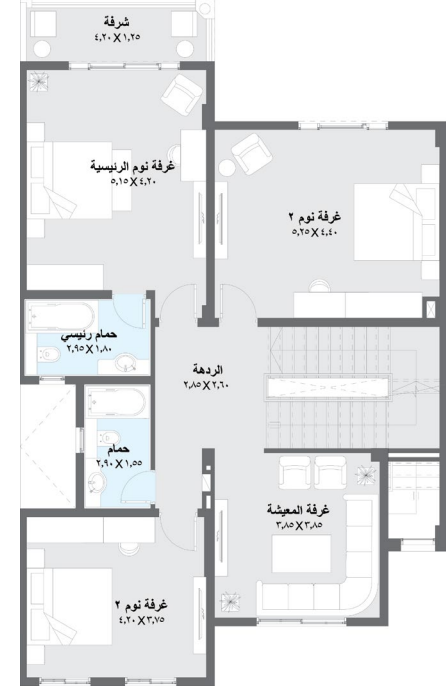 شرفة
٤,٢٠ X ١,٢٥
غرفة نوم الرئيسية
٥,١٥ X ٤,٢٠
غرفة نوم ٢
٥,٢٥ X ٤,٤٠
حمام رئيسي
٢,٩٥ X ١,٨٠
الردهة
٢,٨٥ X ٢,٦٠
حمام
٢,٩٠ X ١,٥٥
غرفة المعيشة
٣,٨٥ X ٣,٨٥
غرفة نوم ٢
٤,٢٠ X ٣,٧٥